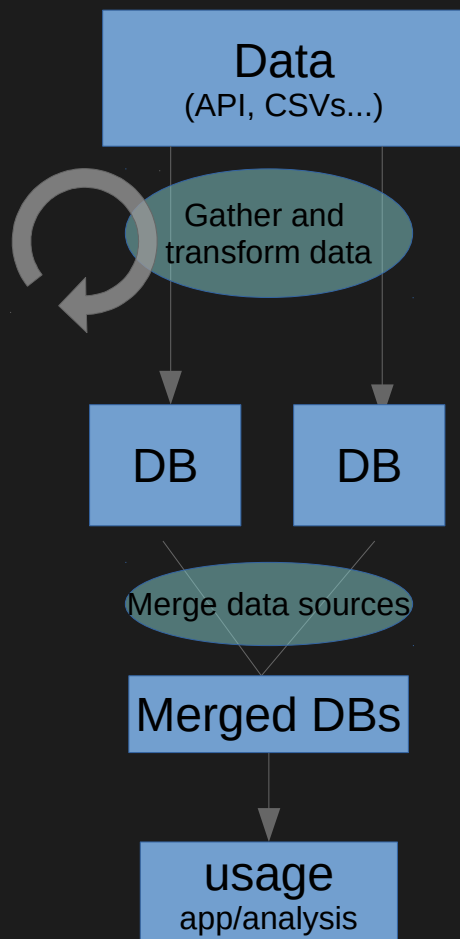 Data
(API, CSVs...)
Gather and
transform data
DB
DB
Merge data sources
Merged DBs
usage
app/analysis